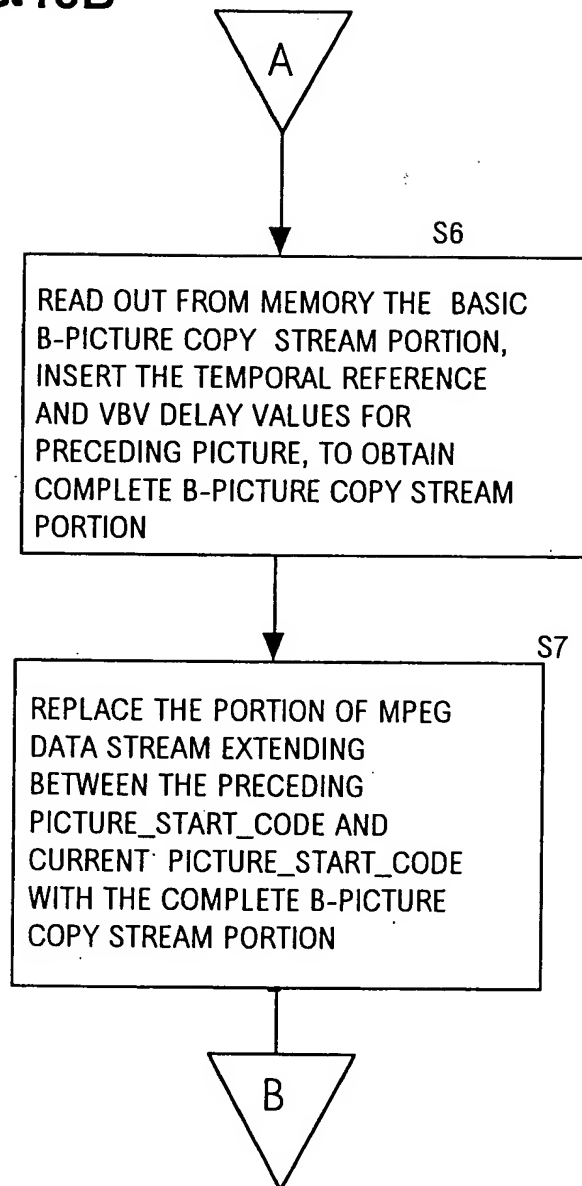 A
S6
READ OUT FROM MEMORY THE BASIC
B-PICTURE COPY STREAM PORTION,
INSERT THE TEMPORAL REFERENCE
AND VBV DELAY VALUES FOR
PRECEDING PICTURE, TO OBTAIN
COMPLETE B-PICTURE COPY STREAM
PORTION
S7
REPLACE THE PORTION OF MPEG
DATA STREAM EXTENDING
BETWEEN THE PRECEDING
PICTURE_START_CODE AND
CURRENT PICTURE_START_CODE
WITH THE COMPLETE B-PICTURE
COPY STREAM PORTION
B